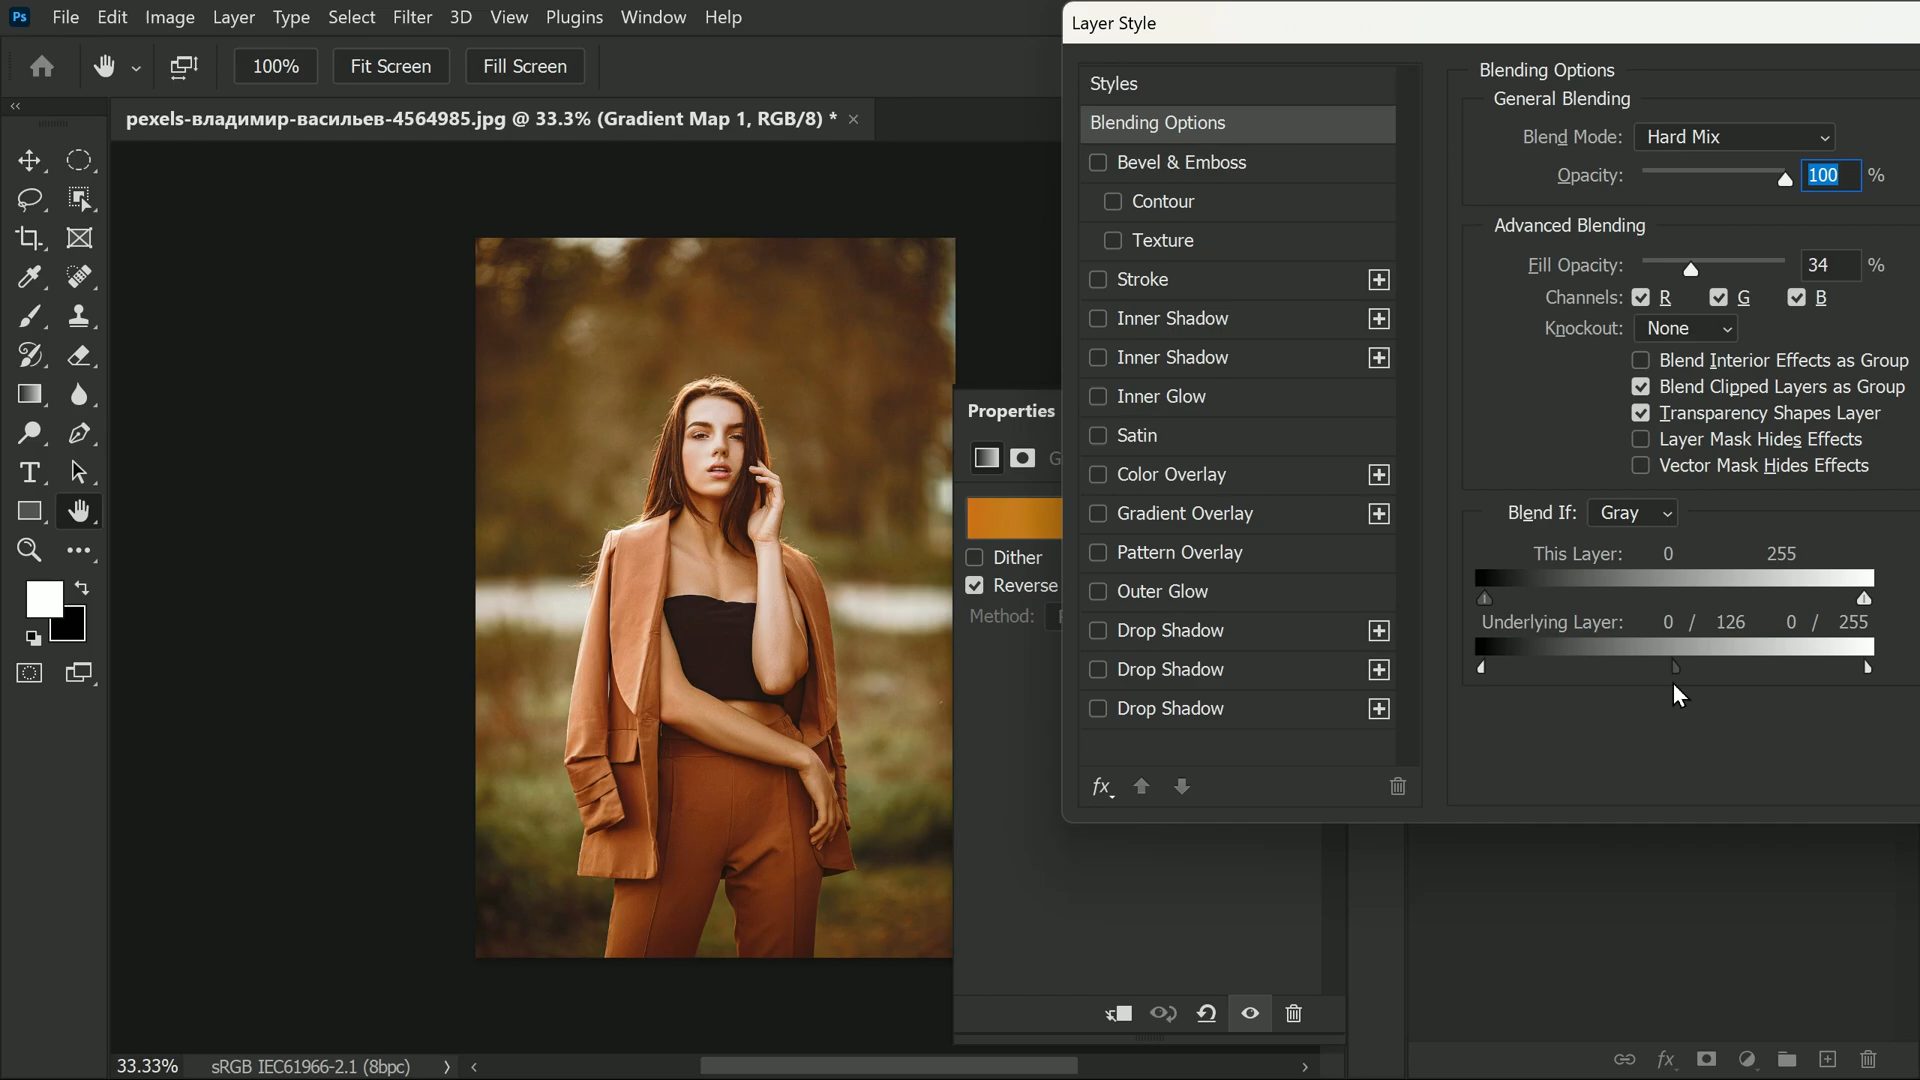 Ps File Edit Image Layer Type Select Filter 3D View Plugins Window Help
100% Fit Screen Fill Screen
pexels-владимир-васильев-4564985.jpg @ 33.3% (Gradient Map 1, RGB/8) *
Properties
Dither
Reverse
Method:
33.33% sRGB IEC61966-2.1 (8bpc)
Layer Style
Styles
Blending Options
Bevel & Emboss
Contour
Texture
Stroke
Inner Shadow
Inner Shadow
Inner Glow
Satin
Color Overlay
Gradient Overlay
Pattern Overlay
Outer Glow
Drop Shadow
Drop Shadow
Drop Shadow
fx
Blending Options
General Blending
Blend Mode: Hard Mix
Opacity: 100 %
Advanced Blending
Fill Opacity: 34 %
Channels: R G B
Knockout: None
Blend Interior Effects as Group
Blend Clipped Layers as Group
Transparency Shapes Layer
Layer Mask Hides Effects
Vector Mask Hides Effects
Blend If: Gray
This Layer: 0 255
Underlying Layer: 0 / 126 0 / 255
fx